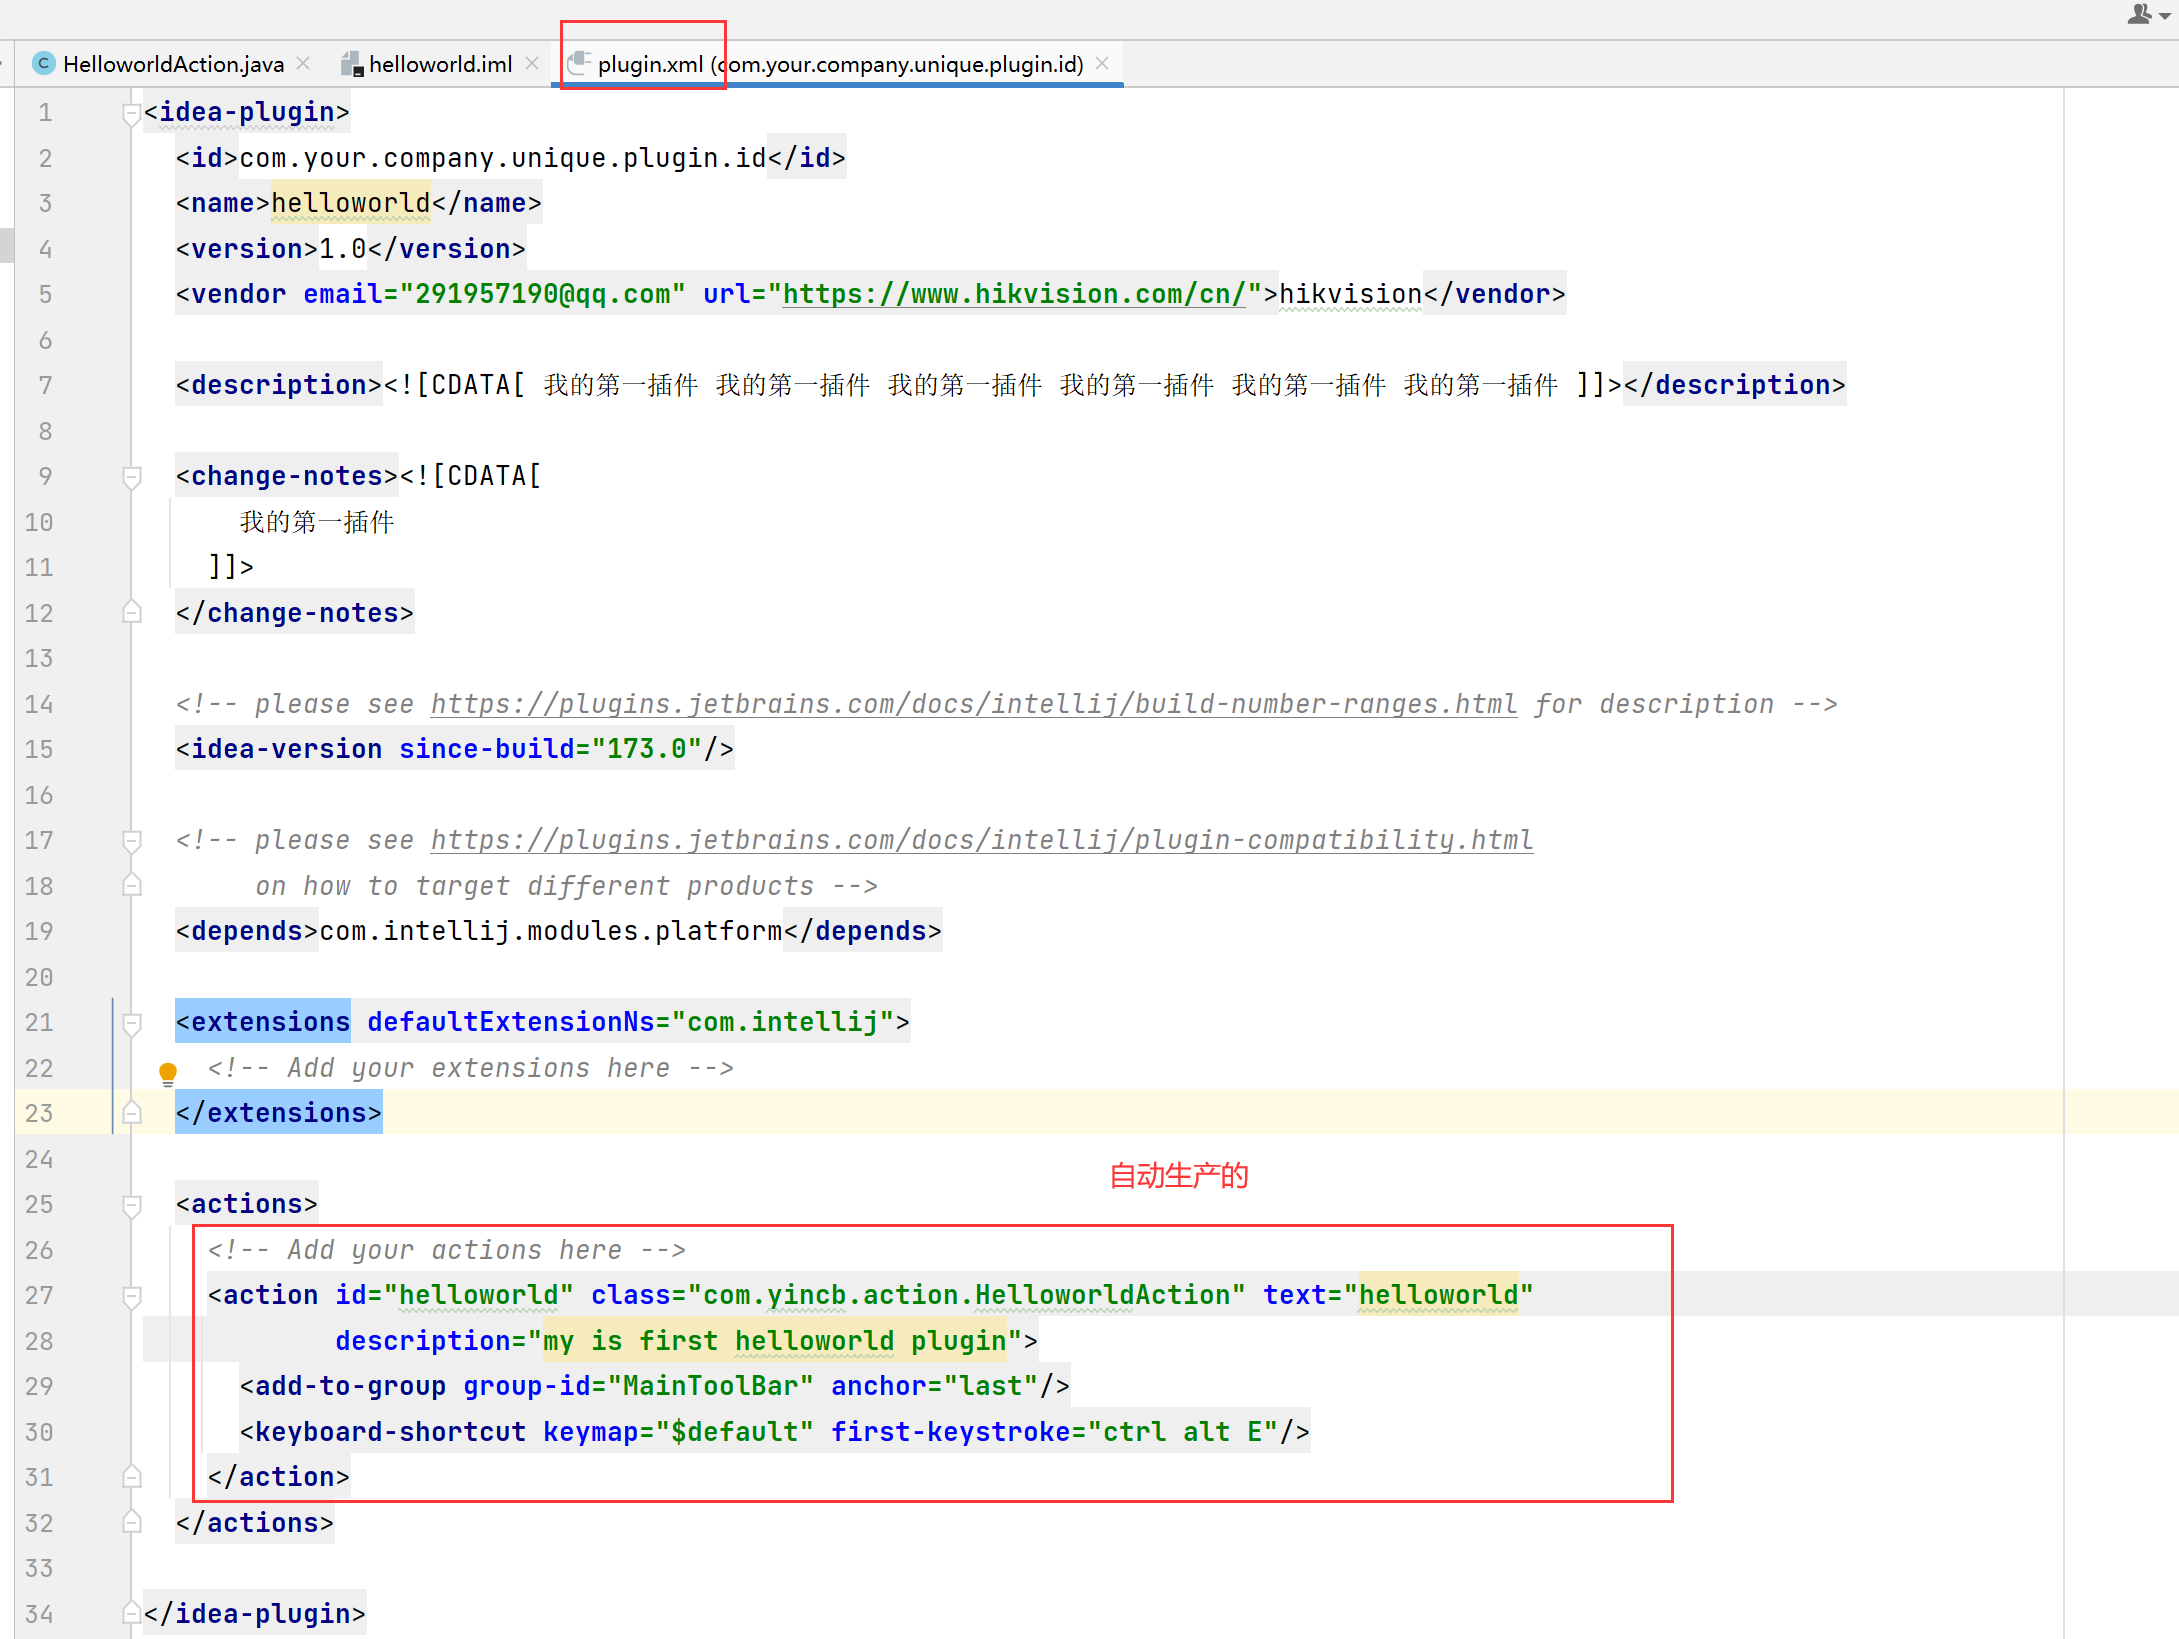 HelloworldAction.java
helloworld.iml
plugin.xml (com.your.company.unique.plugin.id)
1 <idea-plugin>
2 <id>com.your.company.unique.plugin.id</id>
3 <name>helloworld</name>
4 <version>1.0</version>
5 <vendor email="291957190@qq.com" url="https://www.hikvision.com/cn/">hikvision</vendor>
6
7 <description><![CDATA[ 我的第一插件 我的第一插件 我的第一插件 我的第一插件 我的第一插件 我的第一插件 ]]></description>
8
9 <change-notes><![CDATA[
10 我的第一插件
11 ]]>
12 </change-notes>
13
14 <!-- please see https://plugins.jetbrains.com/docs/intellij/build-number-ranges.html for description -->
15 <idea-version since-build="173.0"/>
16
17 <!-- please see https://plugins.jetbrains.com/docs/intellij/plugin-compatibility.html
18 on how to target different products -->
19 <depends>com.intellij.modules.platform</depends>
20
21 <extensions defaultExtensionNs="com.intellij">
22 <!-- Add your extensions here -->
23 </extensions>
24
自动生产的
25 <actions>
26 <!-- Add your actions here -->
27 <action id="helloworld" class="com.yincb.action.HelloworldAction" text="helloworld"
28 description="my is first helloworld plugin">
29 <add-to-group group-id="MainToolBar" anchor="last"/>
30 <keyboard-shortcut keymap="$default" first-keystroke="ctrl alt E"/>
31 </action>
32 </actions>
33
34 </idea-plugin>